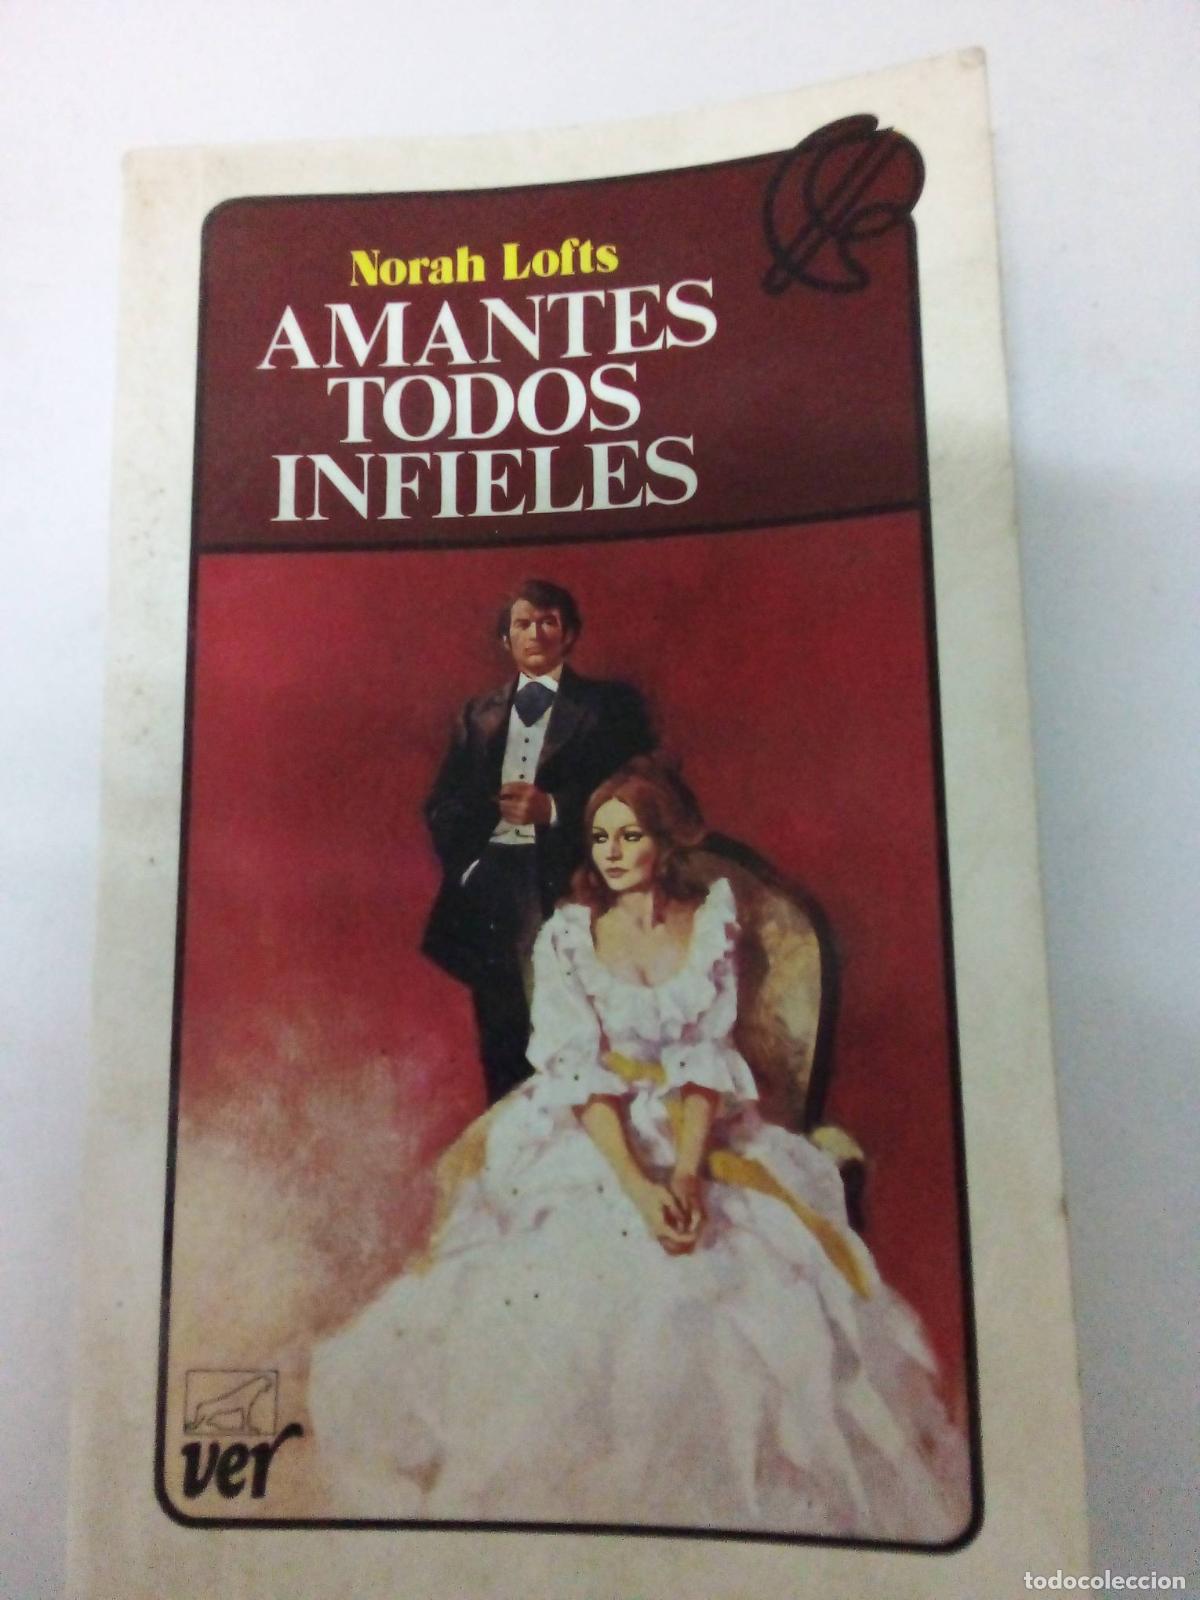 Norah Lofts
AMANTES
TODOS
INFIELES
ver
todocoleccion